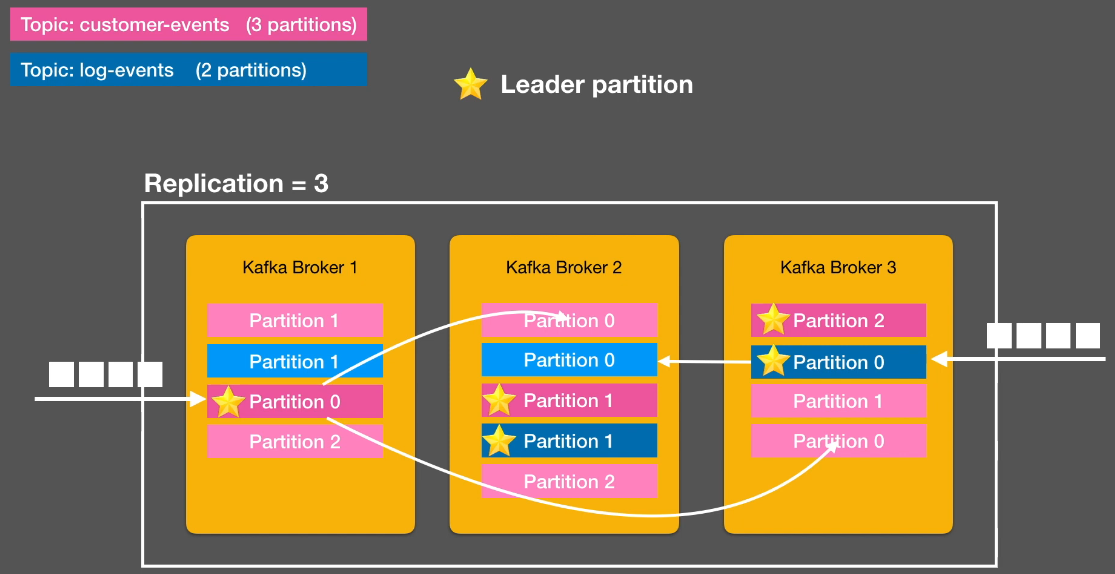 Topic: customer-events (3 partitions)
Topic: log-events (2 partitions)
Leader partition
Replication = 3
Kafka Broker 1
Partition 1
Partition 1
Partition 0
Partition 2
Kafka Broker 2
Partition 0
Partition 0
Partition 1
Partition 1
Partition 2
Kafka Broker 3
Partition 2
Partition 0
Partition 1
Partition 0